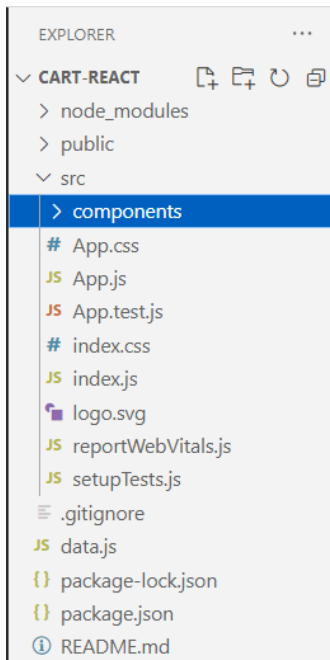 EXPLORER
CART-REACT
node_modules
public
src
components
# App.css
JS App.js
JS App.test.js
# index.css
JS index.js
logo.svg
JS reportWebVitals.js
JS setupTests.js
.gitignore
JS data.js
{} package-lock.json
{} package.json
README.md